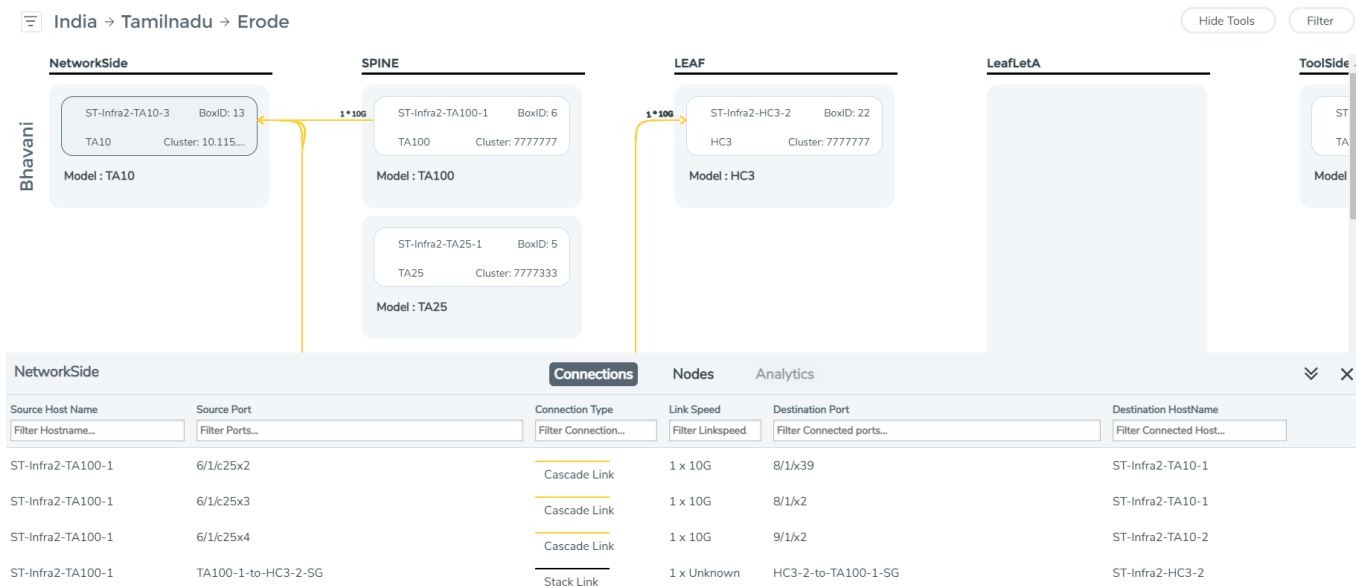 India → Tamilnadu → Erode
Hide Tools
Filter
NetworkSide
SPINE
LEAF
LeafLetA
ToolSide
Bhavani
ST-Infra2-TA10-3 BoxID: 13
TA10 Cluster: 10.115....
Model : TA10
1 * 10G
ST-Infra2-TA100-1 BoxID: 6
TA100 Cluster: 7777777
Model : TA100
ST-Infra2-TA25-1 BoxID: 5
TA25 Cluster: 7777333
Model : TA25
1 * 10G
ST-Infra2-HC3-2 BoxID: 22
HC3 Cluster: 7777777
Model : HC3
ST
TA
Model
NetworkSide
Connections
Nodes
Analytics
Source Host Name Source Port Connection Type Link Speed Destination Port Destination HostName
Filter Hostname... Filter Ports... Filter Connection... Filter Linkspeed. Filter Connected ports... Filter Connected Host...
ST-Infra2-TA100-1 6/1/c25x2 Cascade Link 1 x 10G 8/1/x39 ST-Infra2-TA10-1
ST-Infra2-TA100-1 6/1/c25x3 Cascade Link 1 x 10G 8/1/x2 ST-Infra2-TA10-1
ST-Infra2-TA100-1 6/1/c25x4 Cascade Link 1 x 10G 9/1/x2 ST-Infra2-TA10-2
ST-Infra2-TA100-1 TA100-1-to-HC3-2-SG Stack Link 1 x Unknown HC3-2-to-TA100-1-SG ST-Infra2-HC3-2